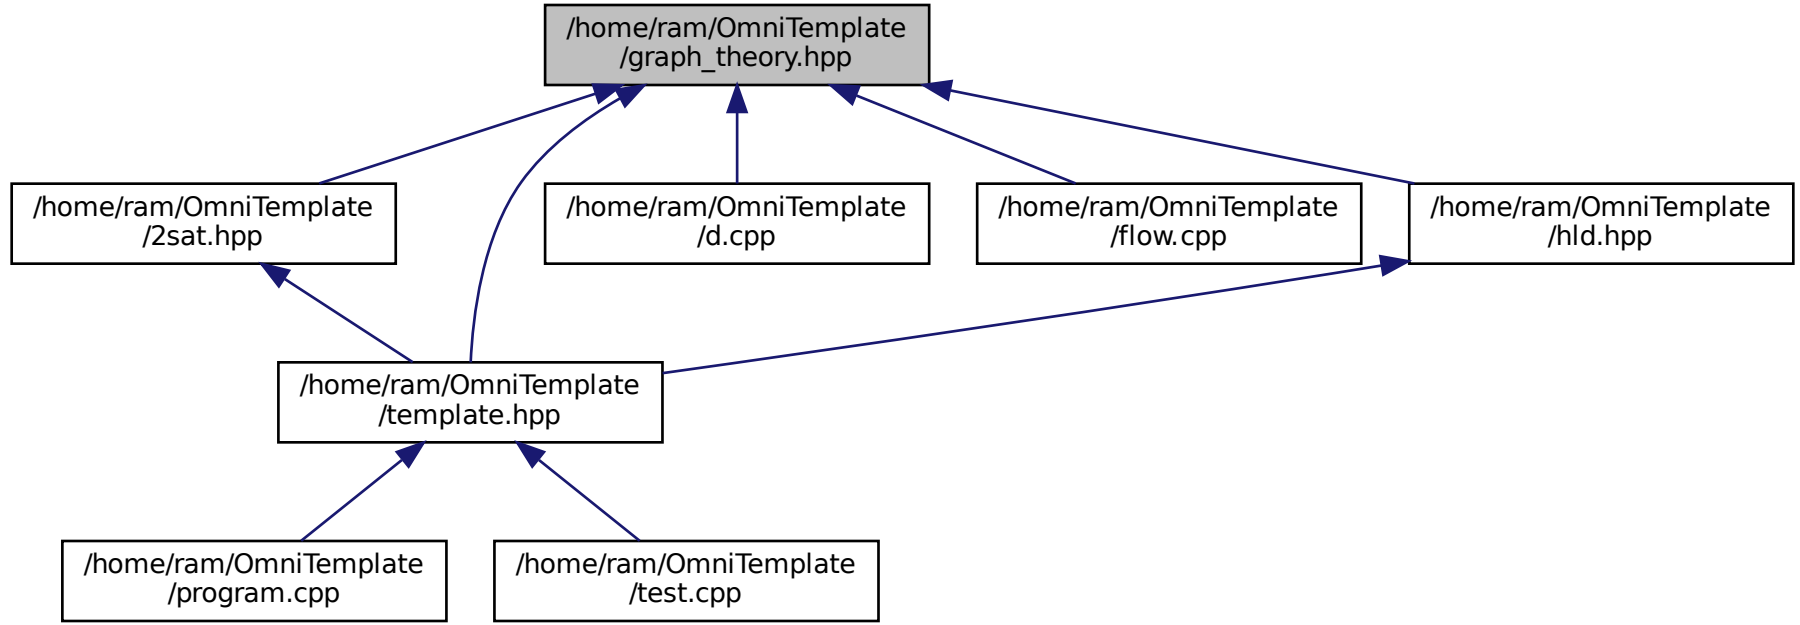 /home/ram/OmniTemplate
/graph_theory.hpp
/home/ram/OmniTemplate
/2sat.hpp
/home/ram/OmniTemplate
/d.cpp
/home/ram/OmniTemplate
/flow.cpp
/home/ram/OmniTemplate
/hld.hpp
/home/ram/OmniTemplate
/template.hpp
/home/ram/OmniTemplate
/program.cpp
/home/ram/OmniTemplate
/test.cpp